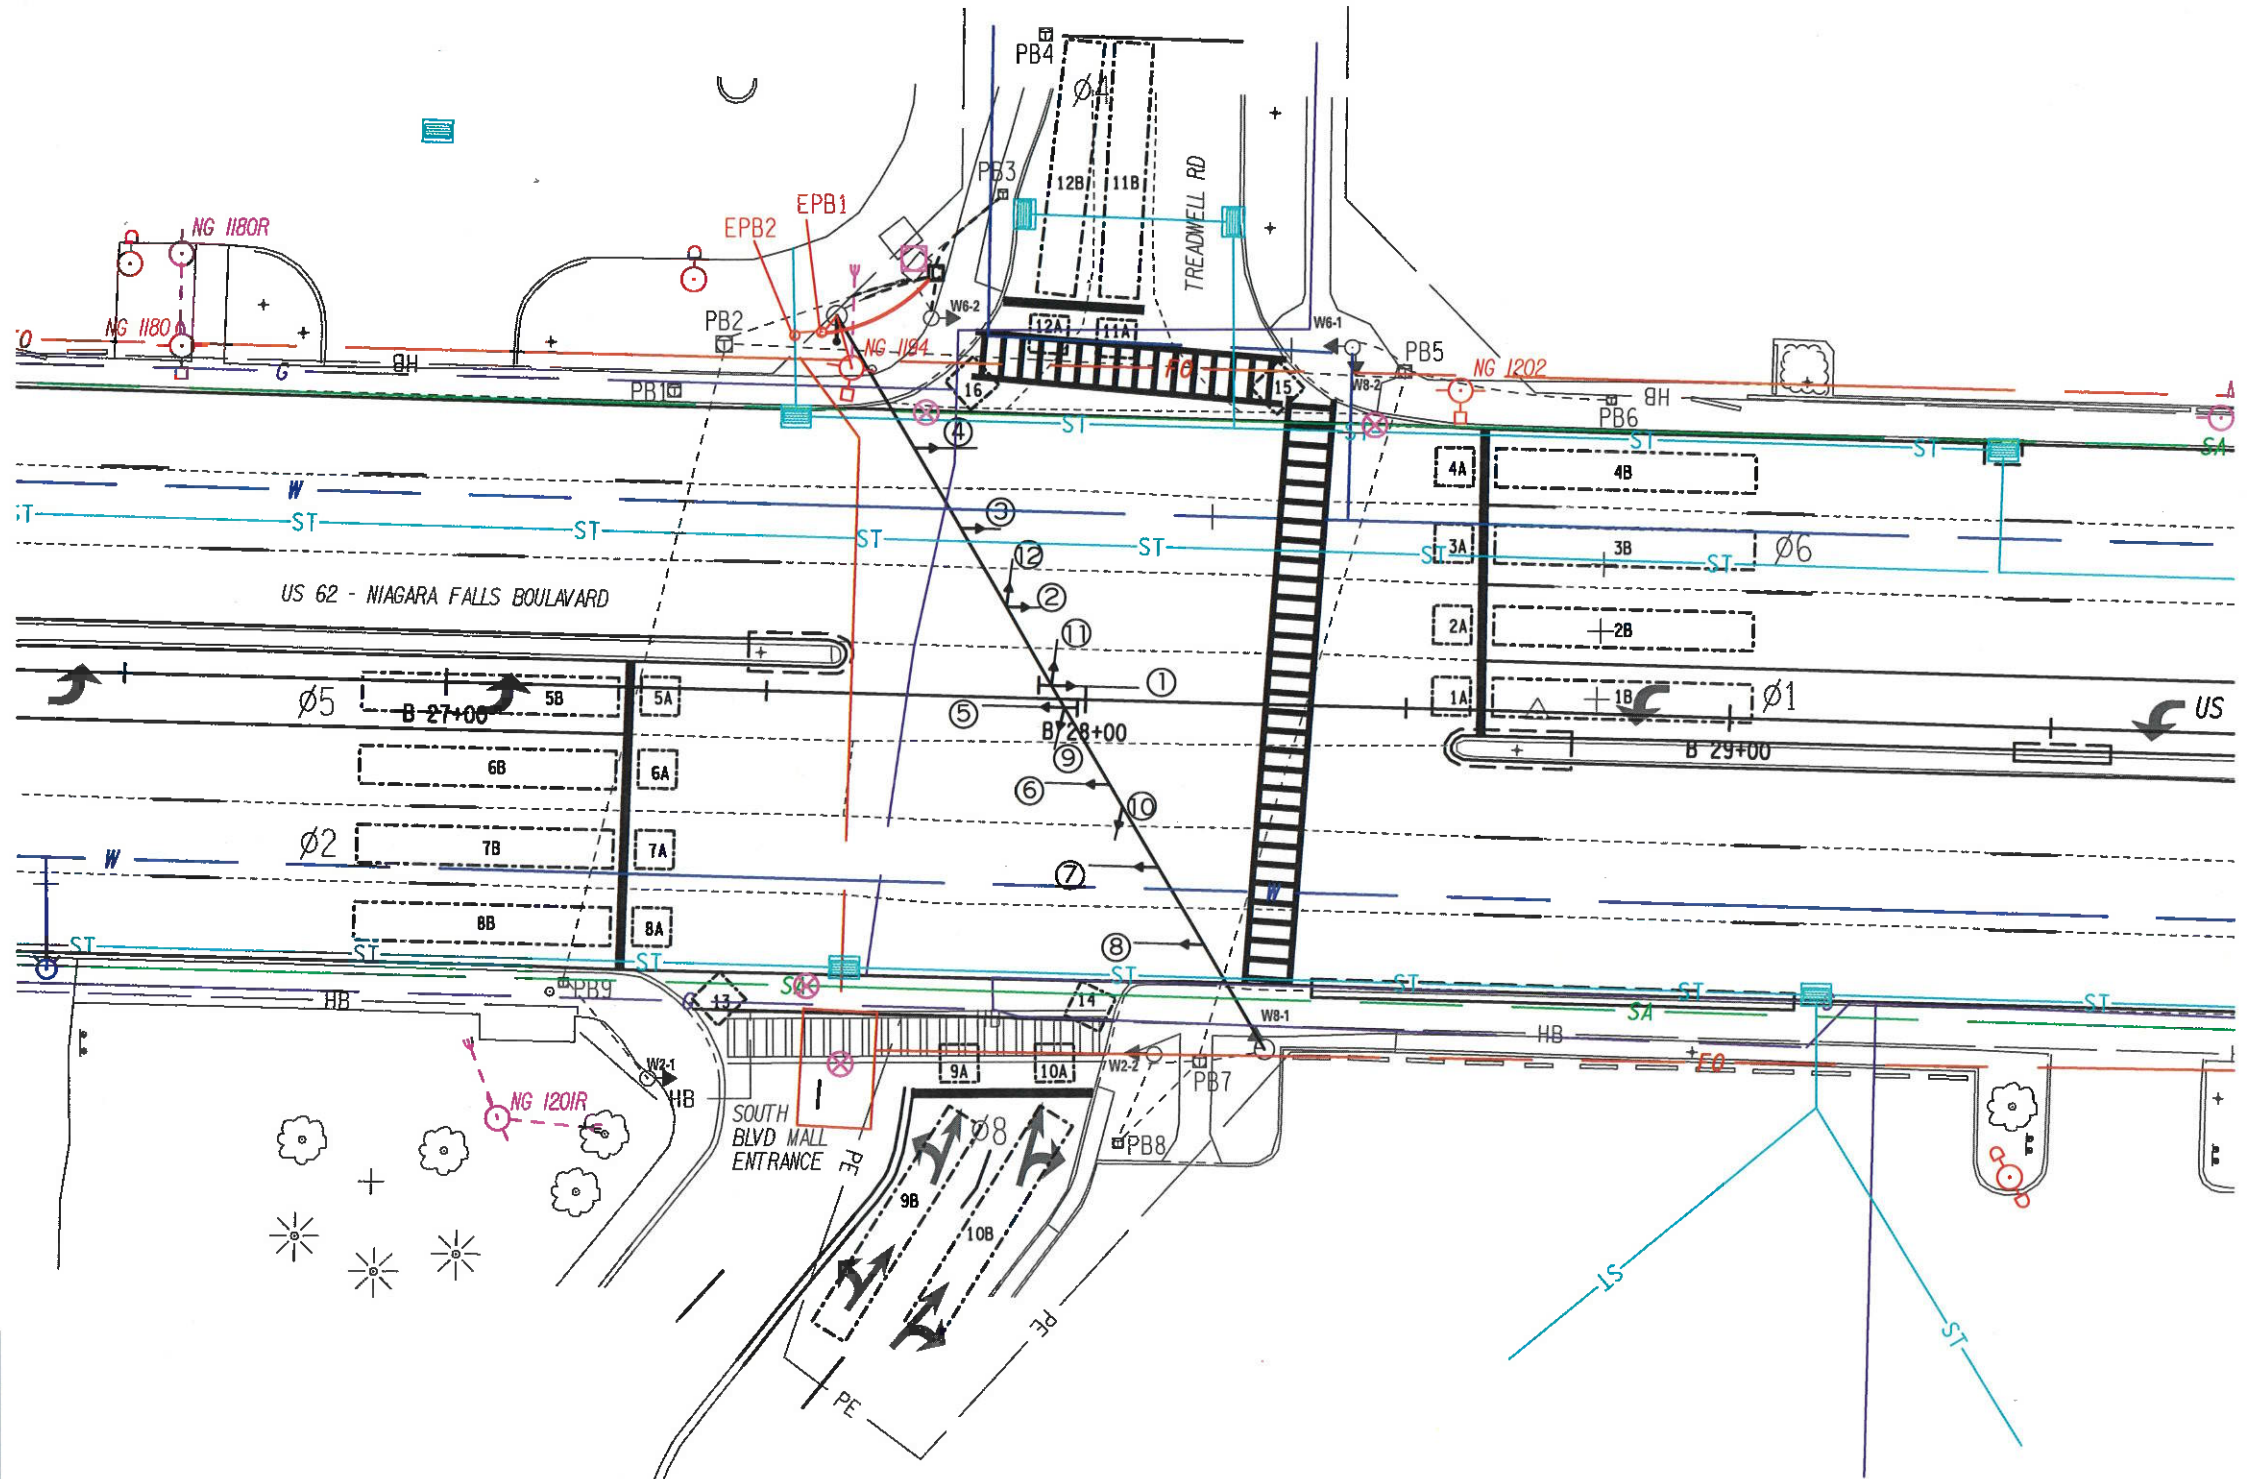 PB4
Ø4
PB3
12B
11B
TREADWELL RD
EPB1
EPB2
NG 1180R
W6-2
W6-1
PB2
12A
11A
NG 1180
NG 1194
PB5
FO
NG 1202
G
HB
W8-2
PB1
16
15
HB
PB6
4
ST
ST
ST
ST
SA
4A
4B
W
3
ST
ST
ST
ST
ST
12
3A
3B
ST
Ø6
2
US 62 - NIAGARA FALLS BOULAVARD
11
2A
2B
1
Ø5
5B
5A
1A
1B
Ø1
US
B 27+00
5
B 28+00
B 29+00
9
6B
6A
6
10
Ø2
7B
7A
W
7
W
8B
8A
8
ST
ST
ST
ST
ST
ST
ST
PB9
HB
13
SA
14
HB
W8-1
SA
HB
W2-1
W2-2
FO
9A
10A
PB7
NG 1201R
HB
SOUTH
BLVD MALL
ENTRANCE
Ø8
PB8
PE
9B
10B
ST
PE
ST
PE